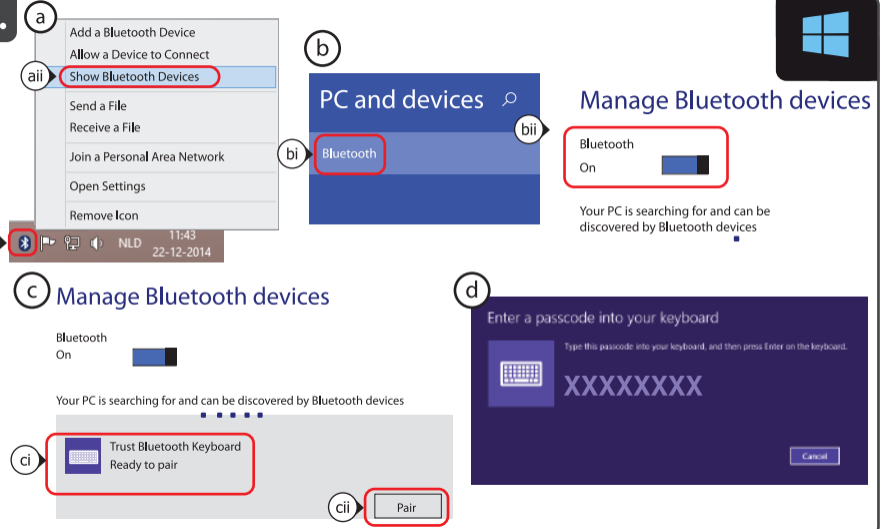 a
Add a Bluetooth Device
Allow a Device to Connect
aii
Show Bluetooth Devices
Send a File
Receive a File
Join a Personal Area Network
Open Settings
Remove Icon
NLD
11:43
22-12-2014
b
PC and devices
bi
Bluetooth
Manage Bluetooth devices
bii
Bluetooth
On
Your PC is searching for and can be
discovered by Bluetooth devices
c
Manage Bluetooth devices
Bluetooth
On
Your PC is searching for and can be discovered by Bluetooth devices
ci
Trust Bluetooth Keyboard
Ready to pair
cii
Pair
d
Enter a passcode into your keyboard
Type this passcode into your keyboard, and then press Enter on the keyboard.
XXXXXXXX
Cancel